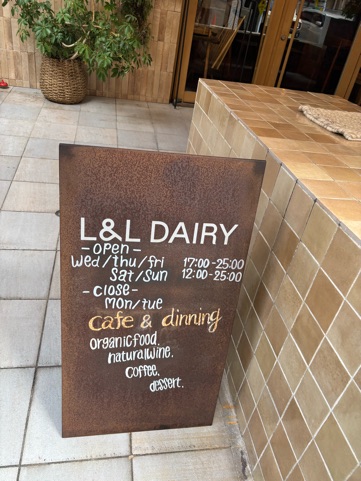 L&L DAIRY
-open-
Wed/thu/fri 17:00-25:00
Sat/sun 12:00-25:00
-close-
Mon/tue
cafe & dinning
organicfood.
naturalwine.
coffee.
dessert.